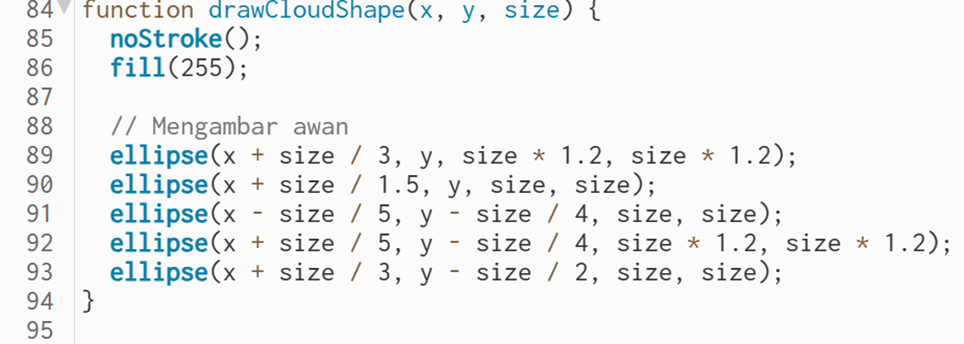 84 function drawCloudShape(x, y, size) {
85 noStroke();
86 fill(255);
87
88 // Mengambar awan
89 ellipse(x + size / 3, y, size * 1.2, size * 1.2);
90 ellipse(x + size / 1.5, y, size, size);
91 ellipse(x - size / 5, y - size / 4, size, size);
92 ellipse(x + size / 5, y - size / 4, size * 1.2, size * 1.2);
93 ellipse(x + size / 3, y - size / 2, size, size);
94 }
95